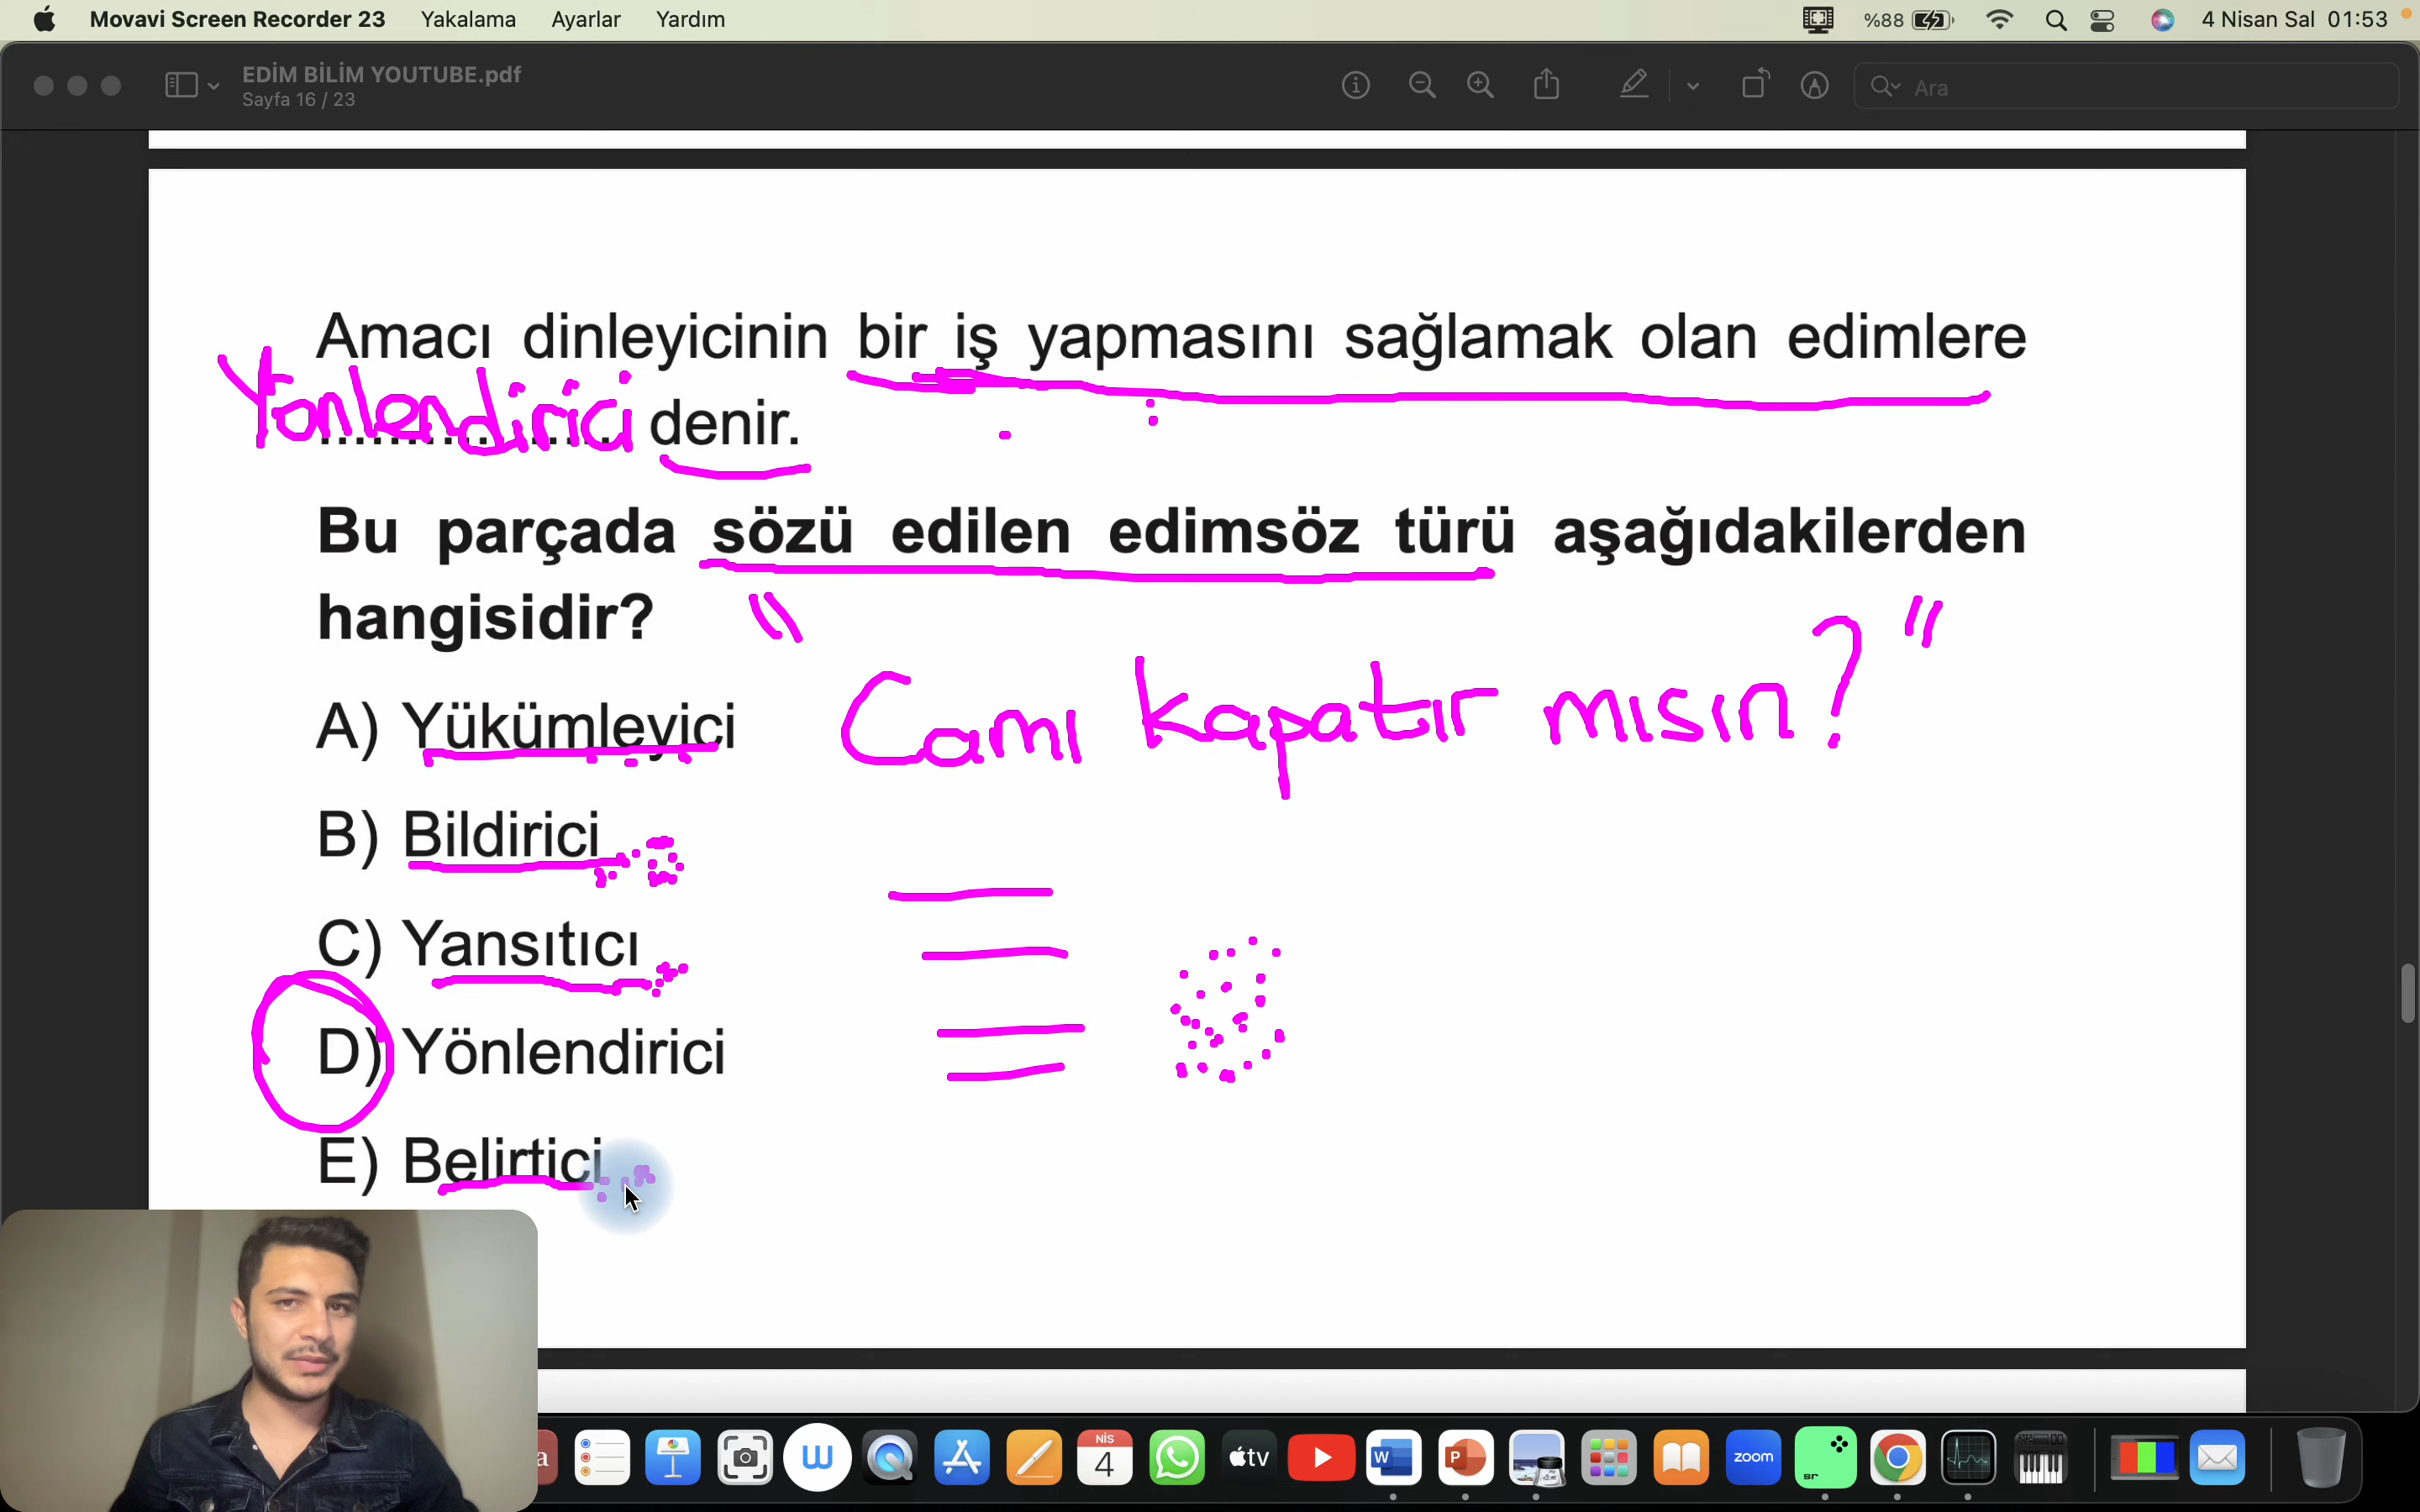 Movavi Screen Recorder 23 Yakalama Ayarlar Yardım %88 4 Nisan Sal 01:53
EDİM BİLİM YOUTUBE.pdf
Sayfa 16 / 23
Ara
Amacı dinleyicinin bir iş yapmasını sağlamak olan edimlere
Yönlendirici denir.
Bu parçada sözü edilen edimsöz türü aşağıdakilerden
hangisidir?
" Camı kapatır mısın? "
A) Yükümleyici
B) Bildirici
C) Yansıtıcı
D) Yönlendirici
E) Belirtici
a W NİS 4 tv W P zoom sr